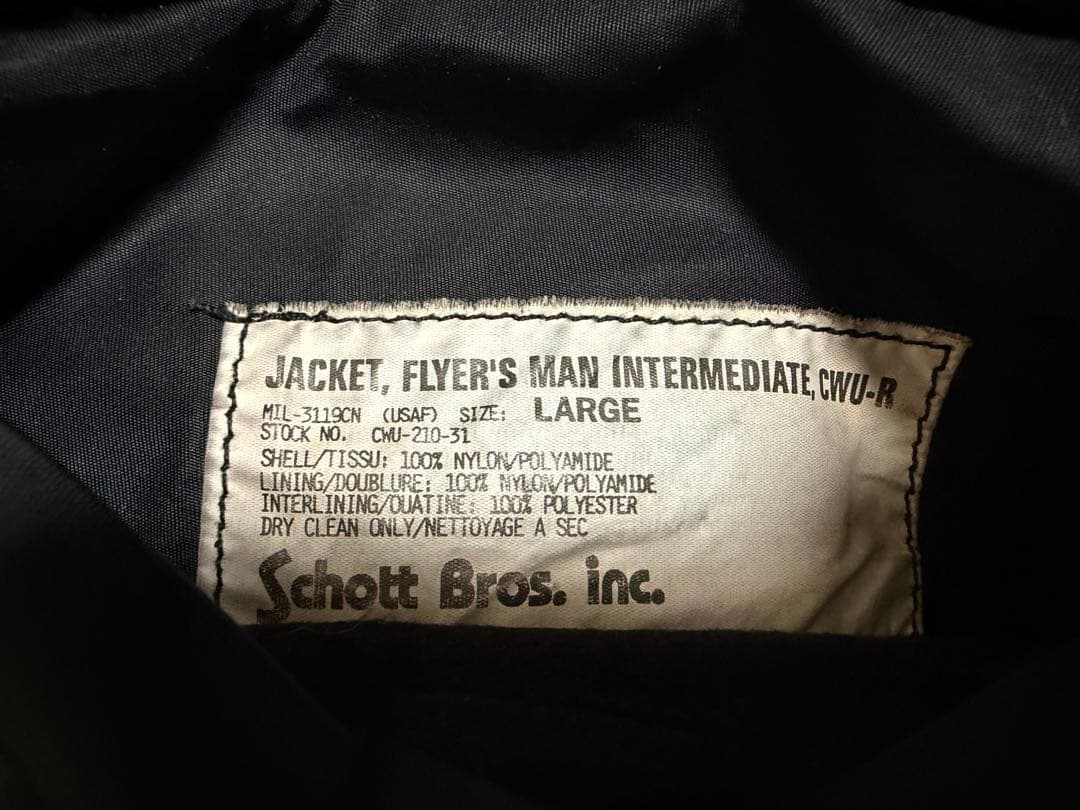 JACKET, FLYER'S MAN INTERMEDIATE, CWU-R
MIL-3119CN (USAF) SIZE: LARGE
STOCK NO. CWU-210-31
SHELL/TISSU: 100% NYLON/POLYAMIDE
LINING/DOUBLURE: 100% NYLON/POLYAMIDE
INTERLINING/OUATINE: 100% POLYESTER
DRY CLEAN ONLY/NETTOYAGE A SEC
Schott Bros. inc.